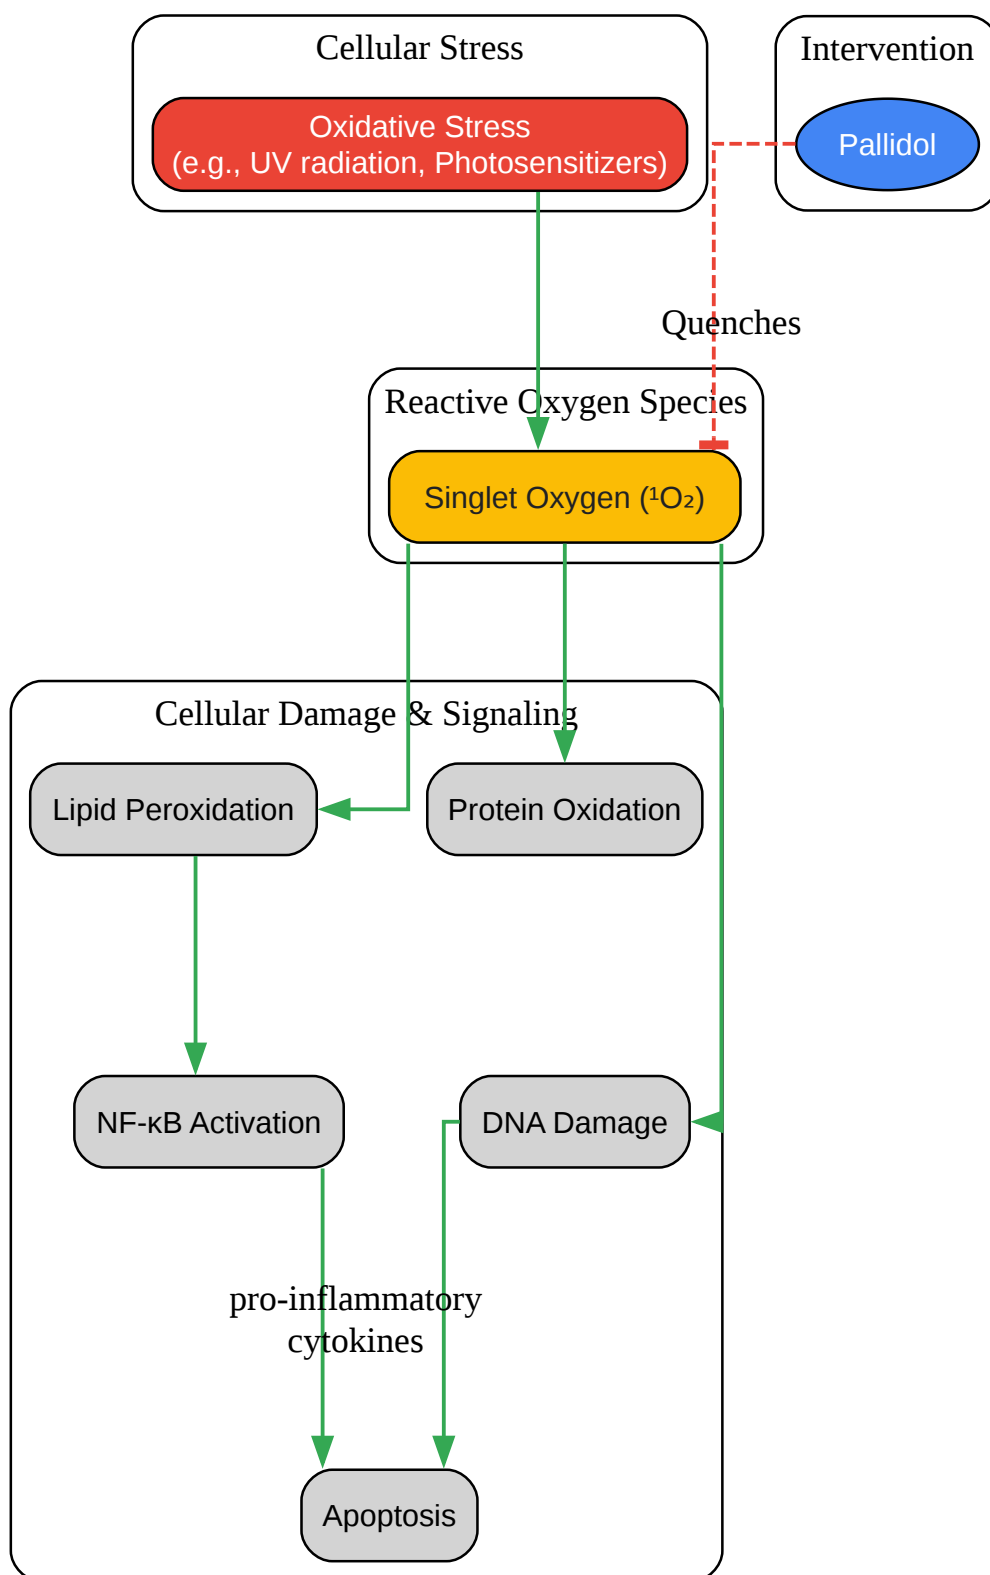 Cellular Stress
Intervention
Oxidative Stress
(e.g., UV radiation, Photosensitizers)
Pallidol
Quenches
Reactive Oxygen Species
Singlet Oxygen (¹O₂)
Cellular Damage & Signaling
Lipid Peroxidation
Protein Oxidation
NF-κB Activation
DNA Damage
pro-inflammatory
cytokines
Apoptosis